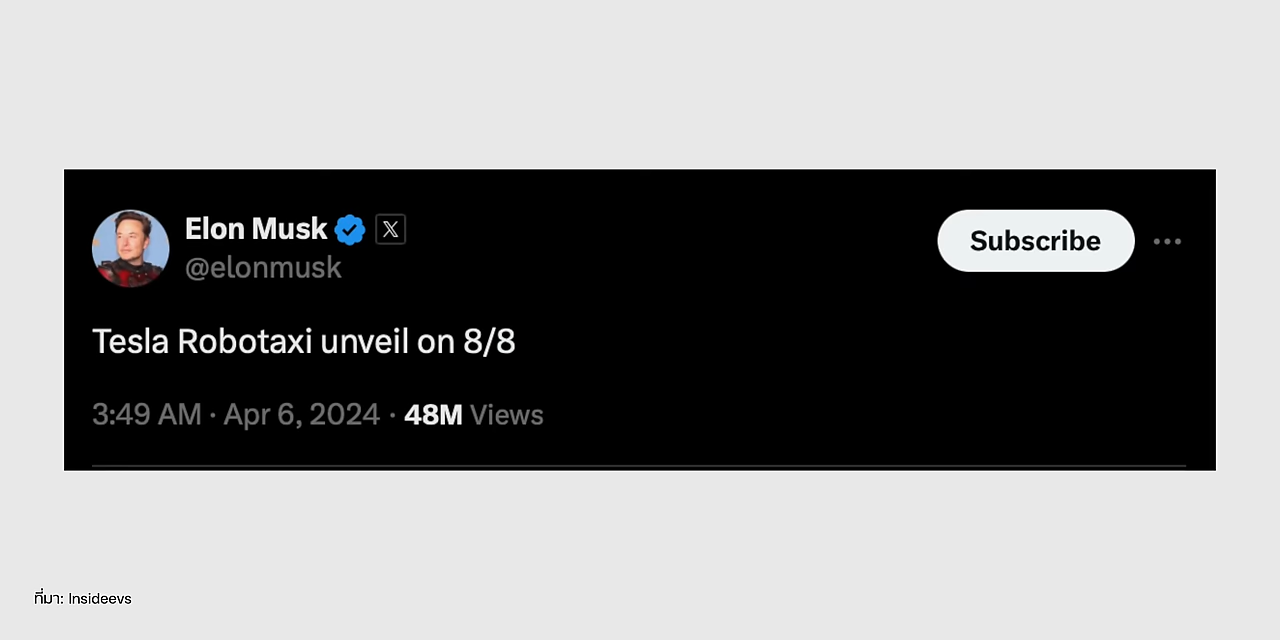 Elon Musk
@elonmusk
Subscribe
Tesla Robotaxi unveil on 8/8
3:49 AM · Apr 6, 2024 · 48M Views
ที่มา: Insideevs